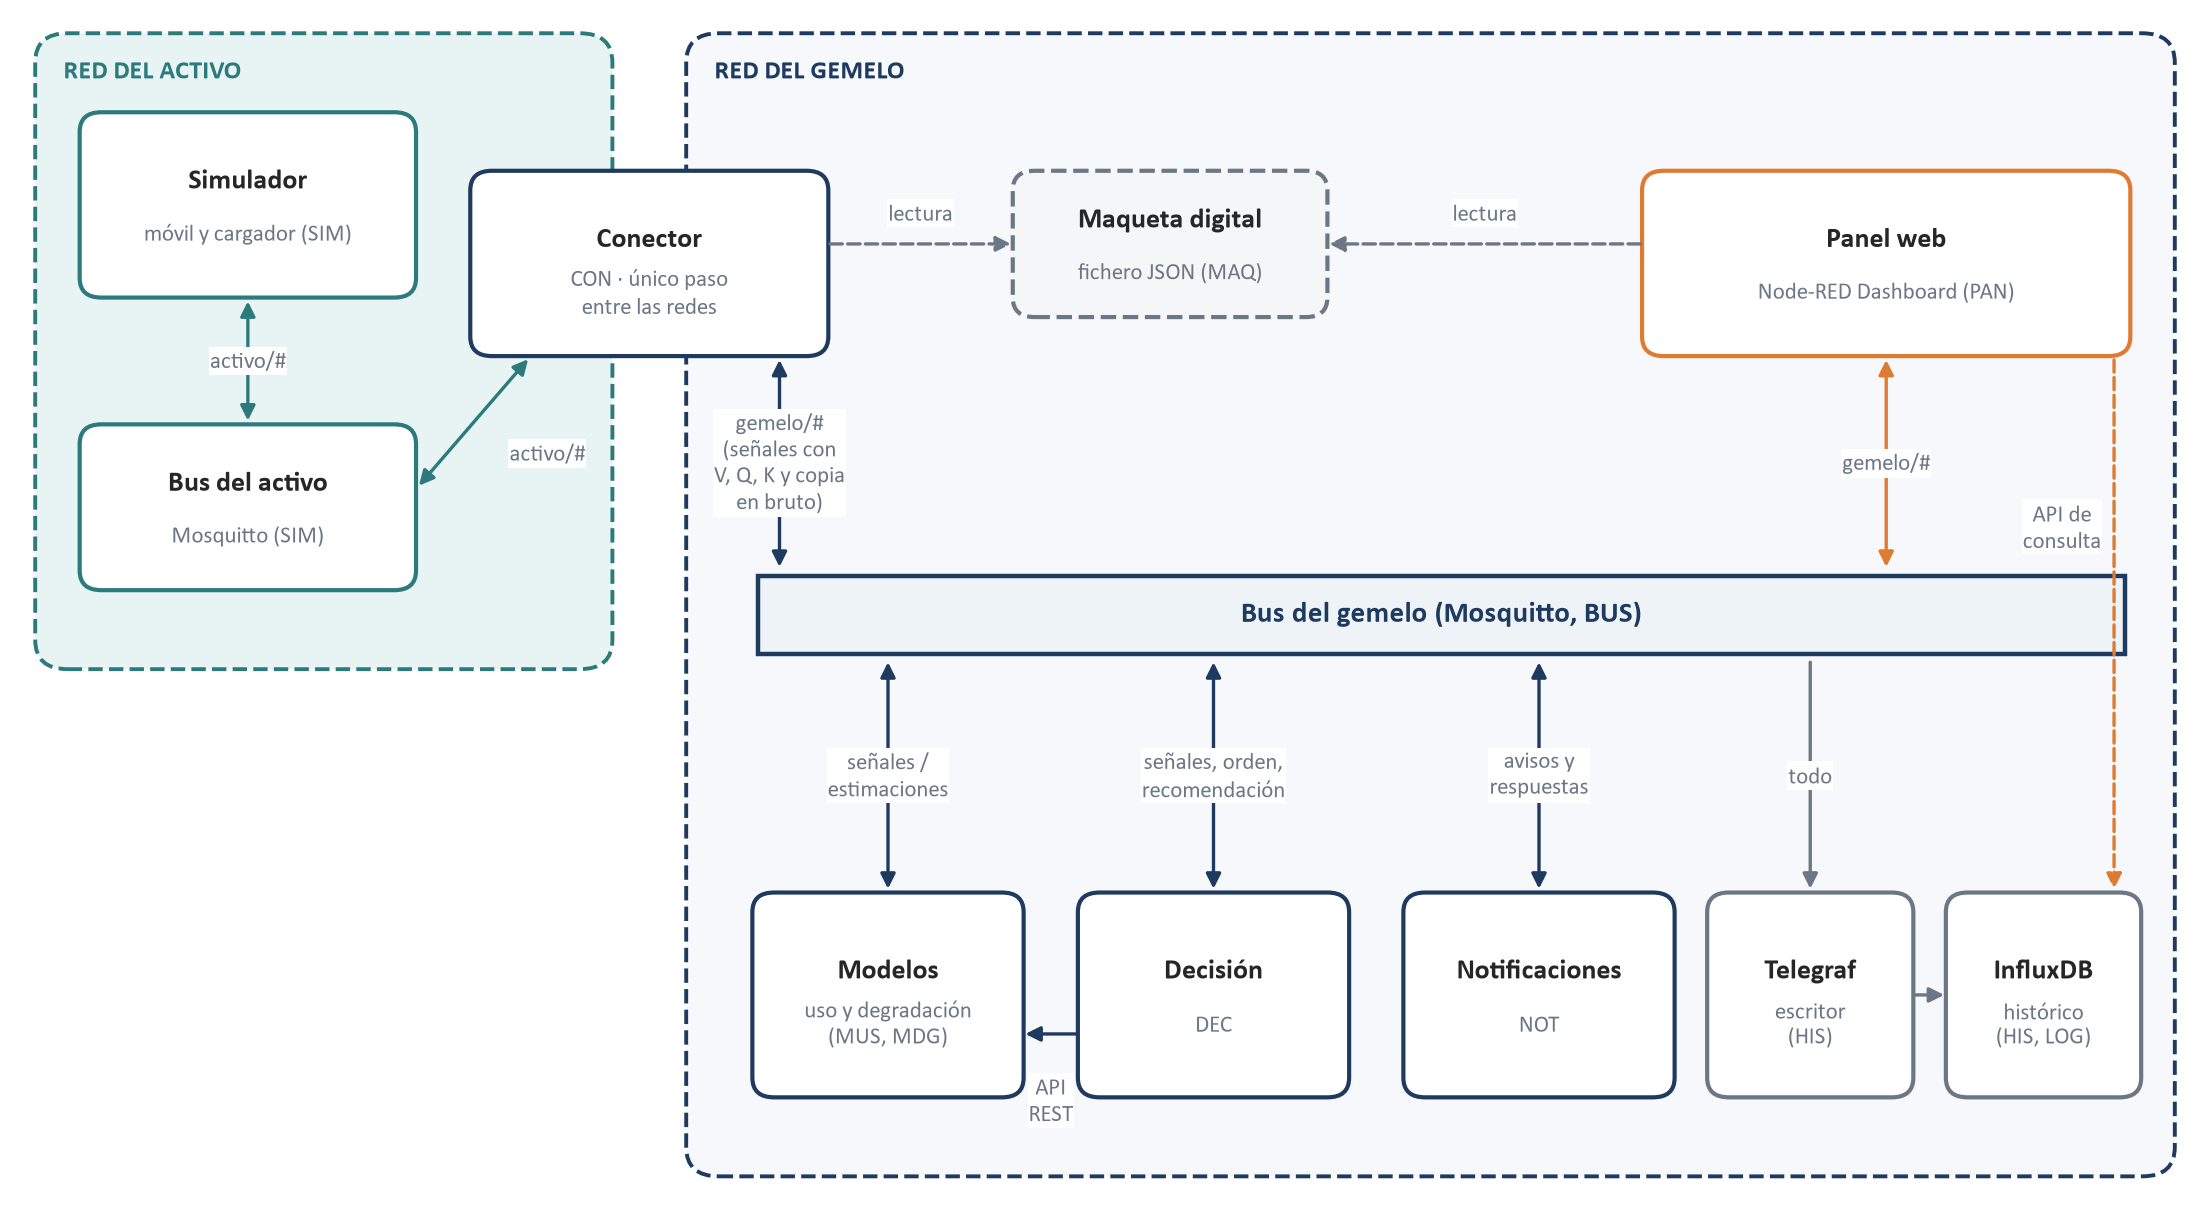 RED DEL ACTIVO
Simulador
móvil y cargador (SIM)
activo/#
Bus del activo
Mosquitto (SIM)
activo/#
RED DEL GEMELO
Conector
CON · único paso
entre las redes
lectura
Maqueta digital
fichero JSON (MAQ)
lectura
Panel web
Node-RED Dashboard (PAN)
gemelo/#
(señales con
V, Q, K y copia
en bruto)
gemelo/#
API de
consulta
Bus del gemelo (Mosquitto, BUS)
señales /
estimaciones
señales, orden,
recomendación
avisos y
respuestas
todo
Modelos
uso y degradación
(MUS, MDG)
API
REST
Decisión
DEC
Notificaciones
NOT
Telegraf
escritor
(HIS)
InfluxDB
histórico
(HIS, LOG)